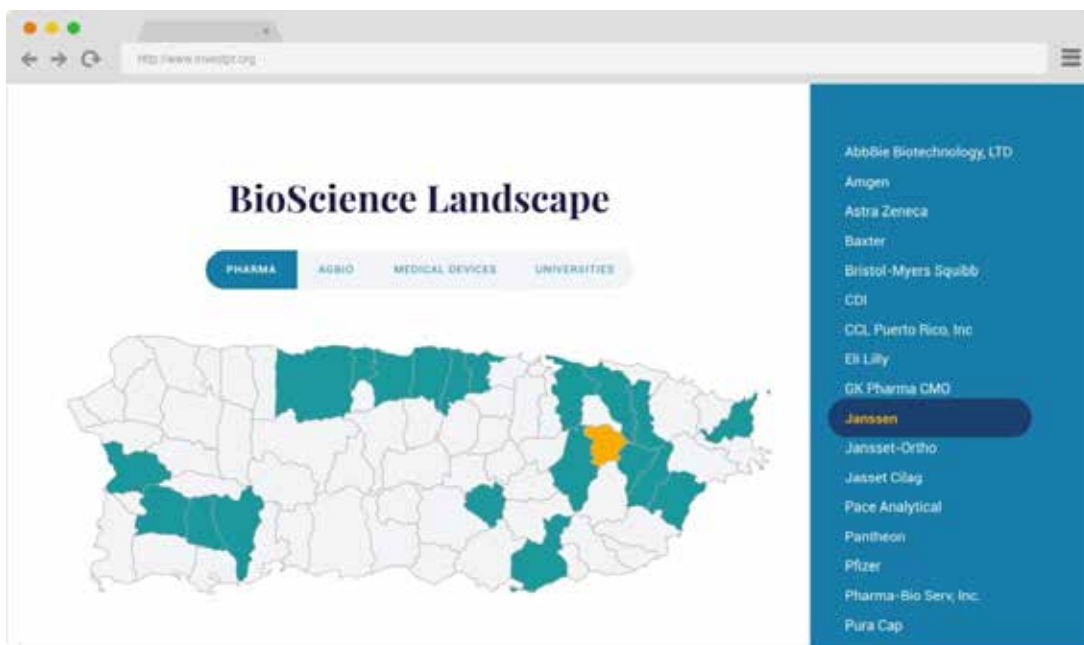 http://www.investpr.org
BioScience Landscape
PHARMA
AGBIO
MEDICAL DEVICES
UNIVERSITIES
AbbBie Biotechnology, LTD
Amgen
Astra Zeneca
Baxter
Bristol-Myers Squibb
CDI
CCL Puerto Rico, Inc
Eli Lilly
GK Pharma CMO
Janssen
Jansset-Ortho
Jasset Cilag
Pace Analytical
Pantheon
Pfizer
Pharma-Bio Serv, Inc.
Pura Cap